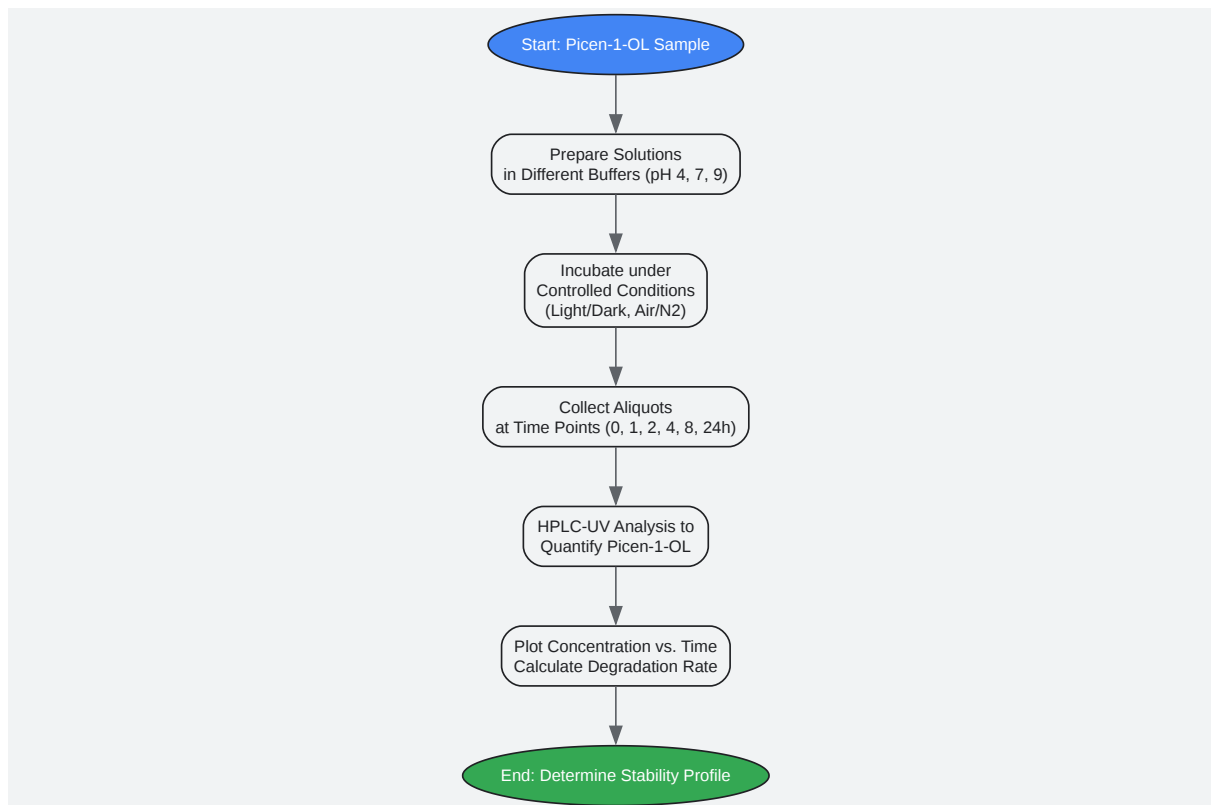 Start: Picen-1-OL Sample
Prepare Solutions
in Different Buffers (pH 4, 7, 9)
Incubate under
Controlled Conditions
(Light/Dark, Air/N2)
Collect Aliquots
at Time Points (0, 1, 2, 4, 8, 24h)
HPLC-UV Analysis to
Quantify Picen-1-OL
Plot Concentration vs. Time
Calculate Degradation Rate
End: Determine Stability Profile